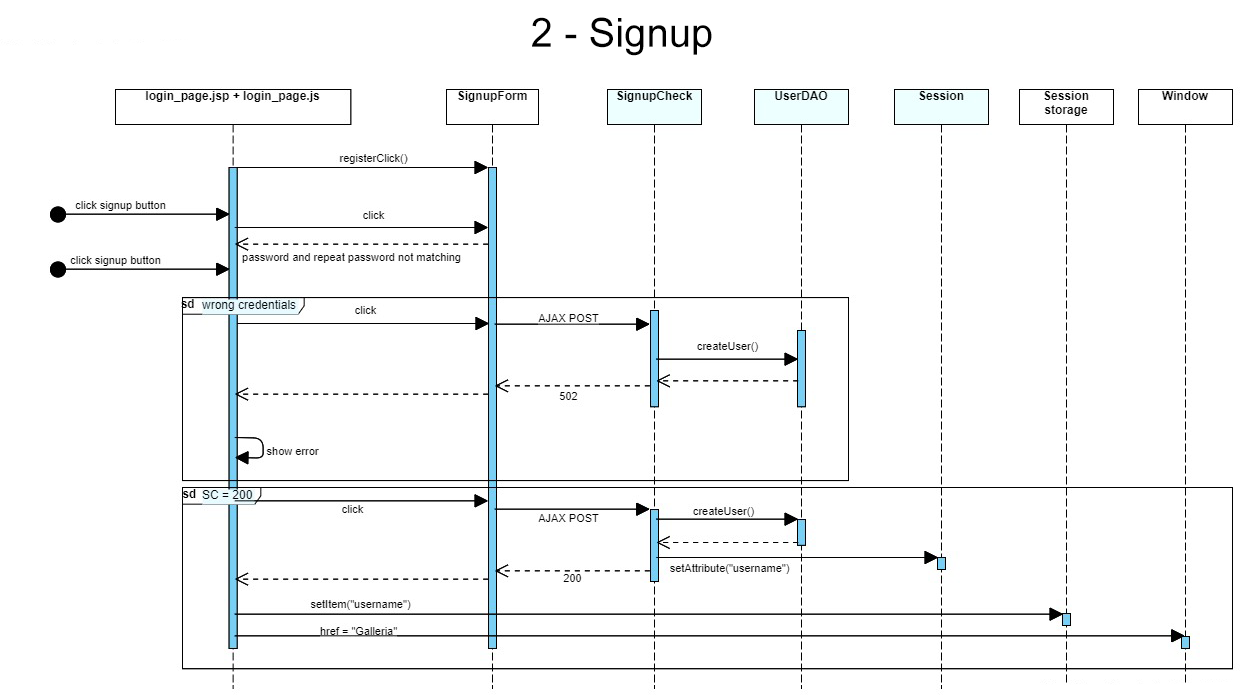 2 - Signup
login_page.jsp + login_page.js
SignupForm
SignupCheck
UserDAO
Session
Session
storage
Window
registerClick()
click signup button
click
password and repeat password not matching
click signup button
sd wrong credentials
click
AJAX POST
createUser()
502
show error
sd SC = 200
click
AJAX POST
createUser()
setAttribute("username")
200
setItem("username")
href = "Galleria"